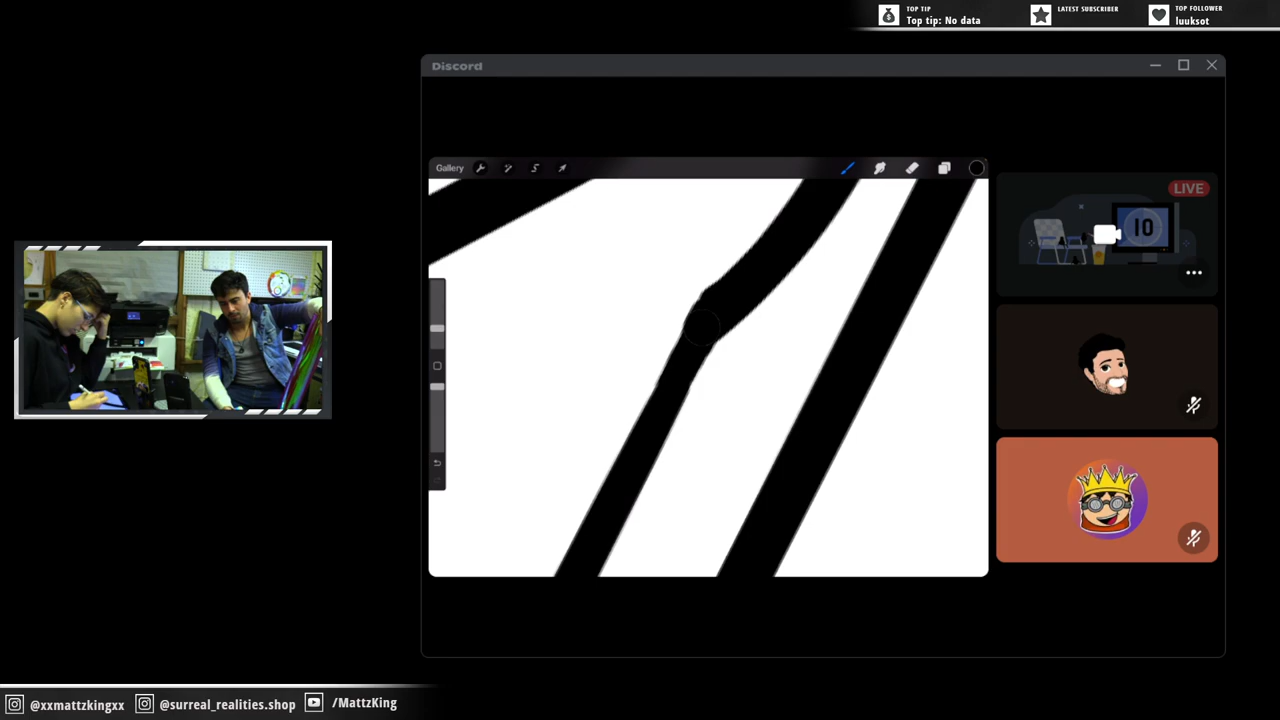 TOP TIP
Top tip: No data
LATEST SUBSCRIBER
TOP FOLLOWER
luuksot
Discord
Gallery
LIVE
10
@xxmattzkingxx
@surreal_realities.shop
/MattzKing